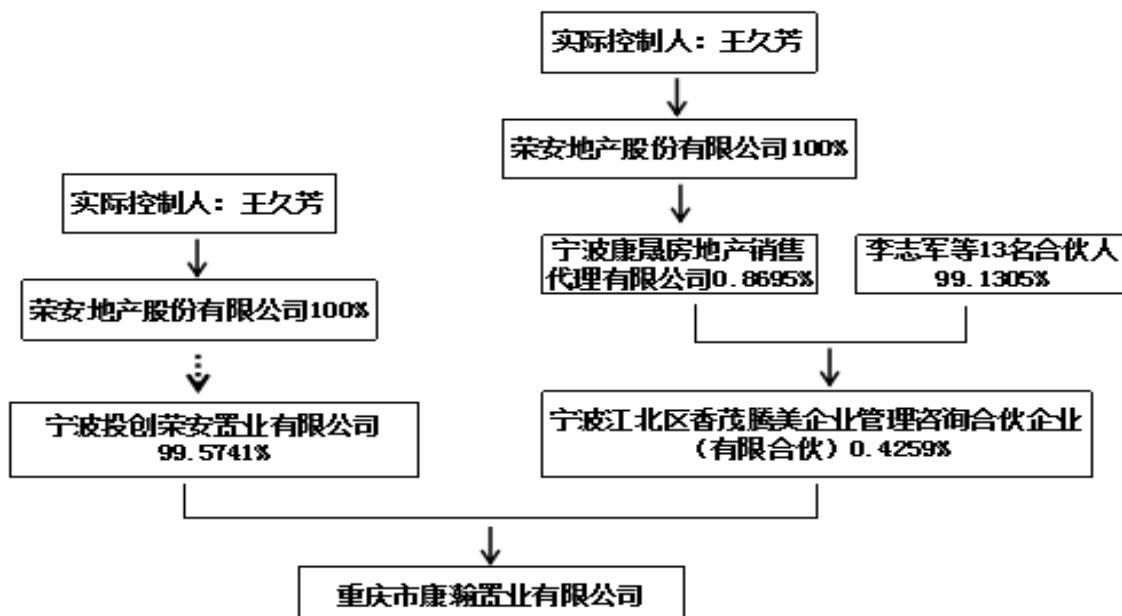 实际控制人：王久芳
荣安地产股份有限公司100%
实际控制人：王久芳
宁波康晟房地产销售
代理有限公司0.8695%
李志军等13名合伙人
99.1305%
荣安地产股份有限公司100%
宁波投创荣安置业有限公司
99.5741%
宁波江北区香茂腾美企业管理咨询合伙企业
（有限合伙）0.4259%
重庆市康瀚置业有限公司